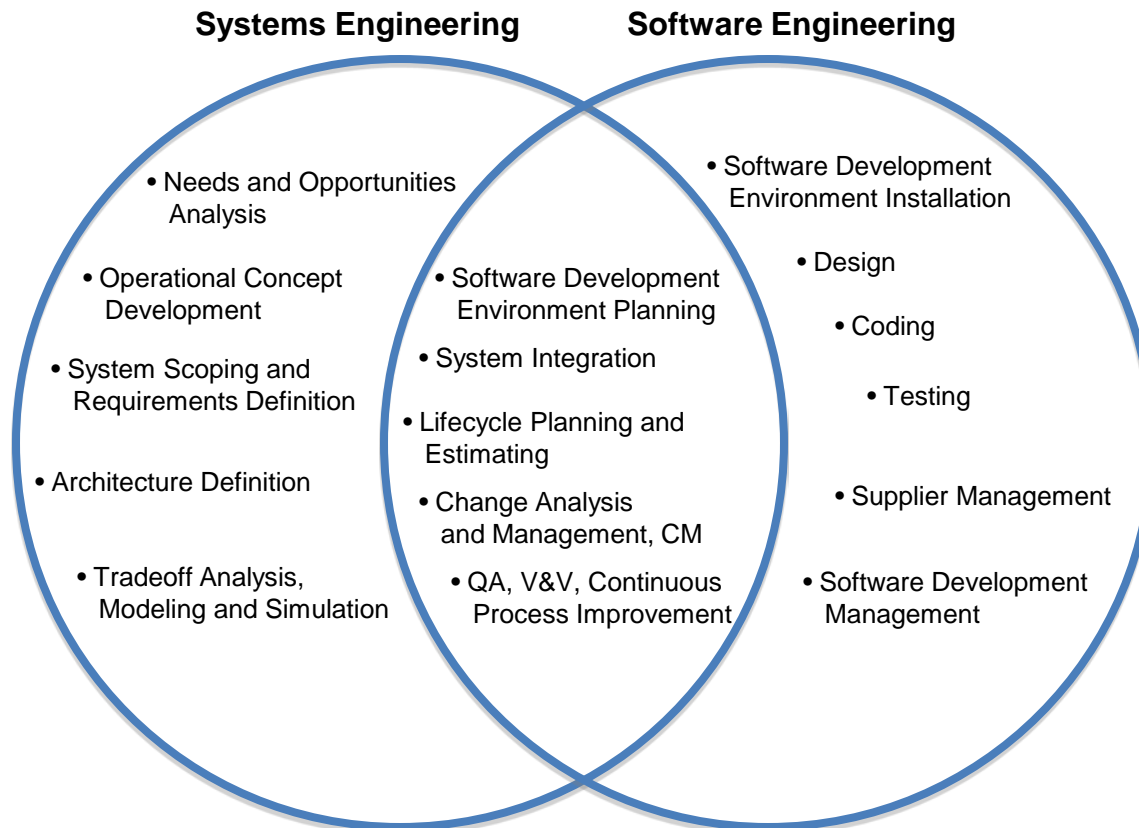 Systems Engineering
Software Engineering
• Needs and Opportunities
Analysis
• Operational Concept
Development
• System Scoping and
Requirements Definition
• Architecture Definition
• Tradeoff Analysis,
Modeling and Simulation
• Software Development
Environment Planning
• System Integration
• Lifecycle Planning and
Estimating
• Change Analysis
and Management, CM
• QA, V&V, Continuous
Process Improvement
• Software Development
Environment Installation
• Design
• Coding
• Testing
• Supplier Management
• Software Development
Management